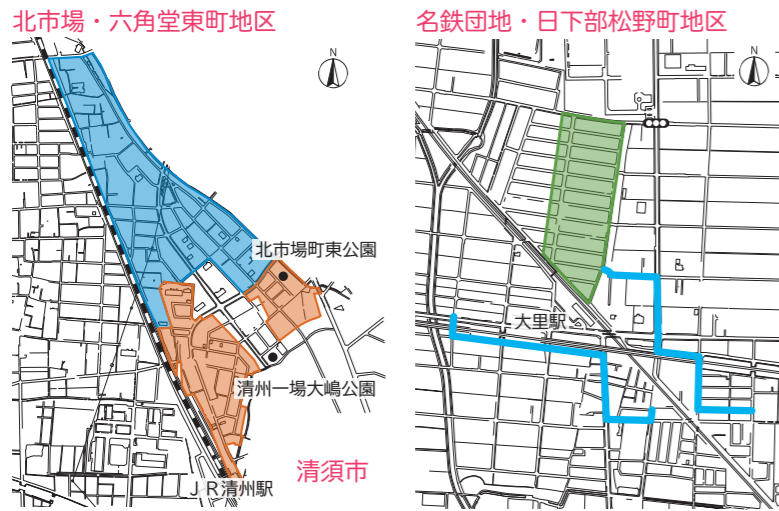 北市場・六角堂東町地区
N
北市場町東公園
清州一場大嶋公園
清須市
ＪＲ清州駅
名鉄団地・日下部松野町地区
N
大里駅